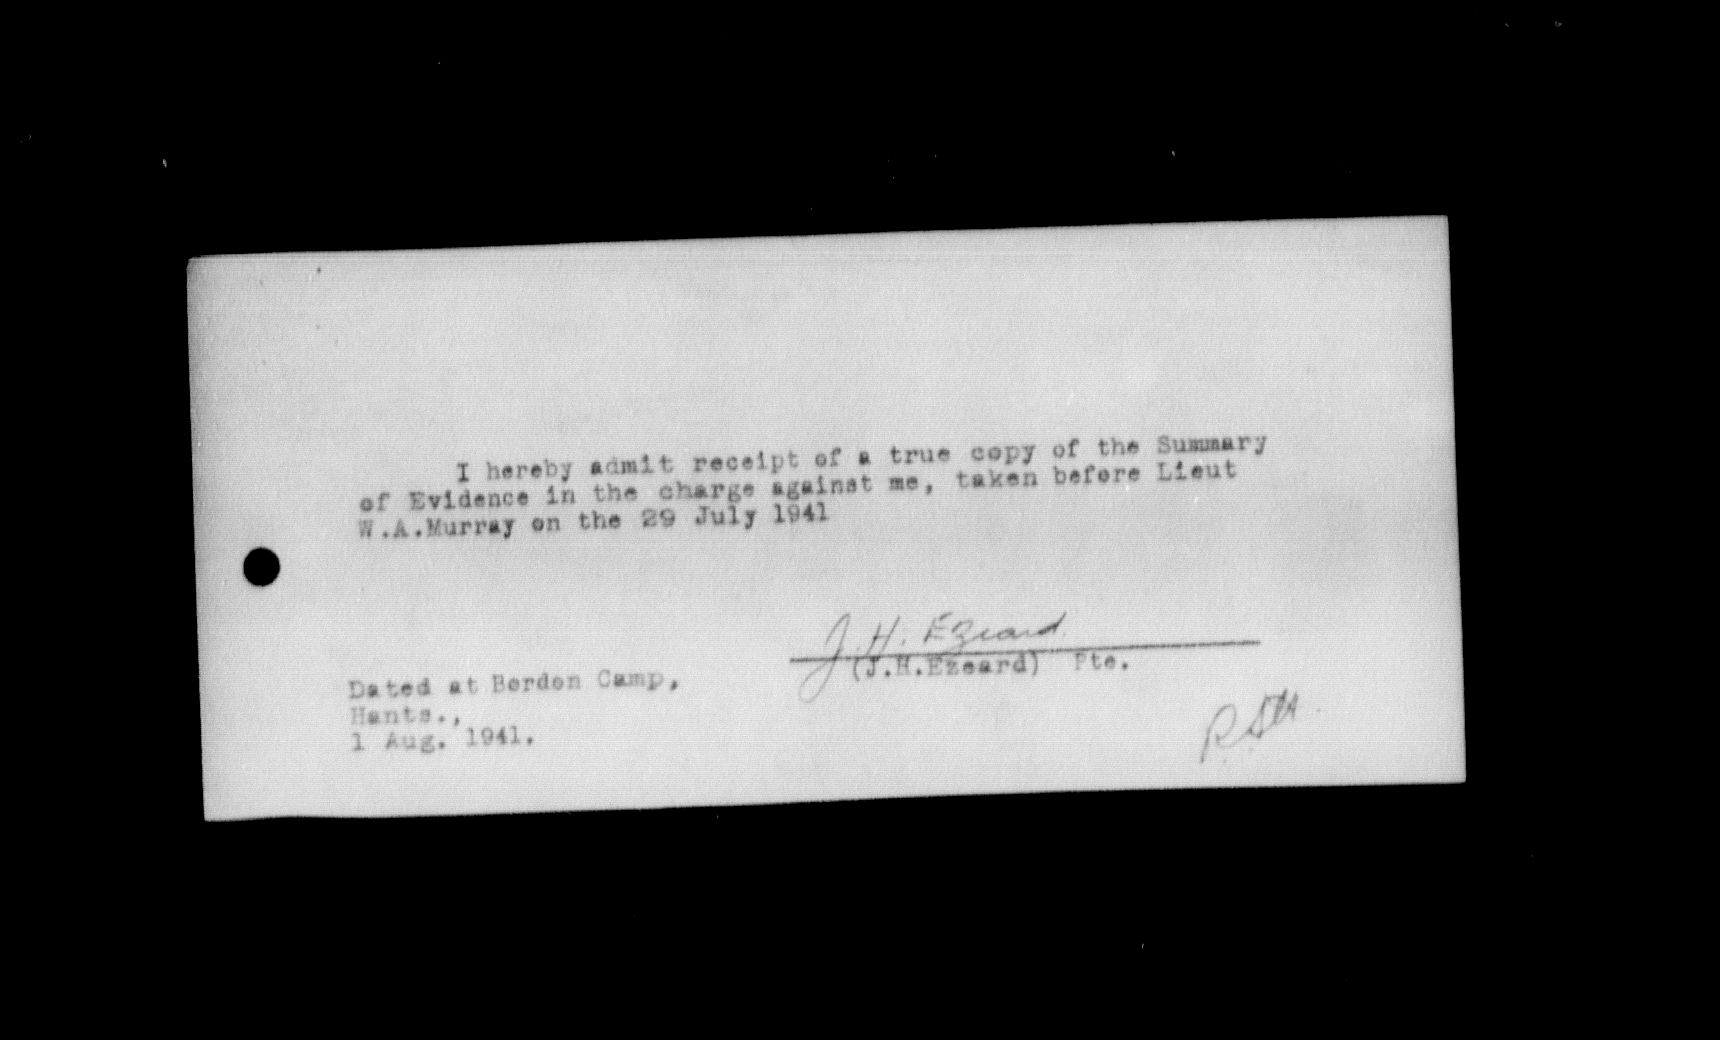 I hereby admit receipt of a true copy of the Summary
of Evidence in the charge against me, taken before Lieut
W.A.Murray on the 29 July 1941
J.H. Ezeard
(J.H.Ezeard) Pte.
Dated at Bordon Camp,
Hants.,
1 Aug. 1941.